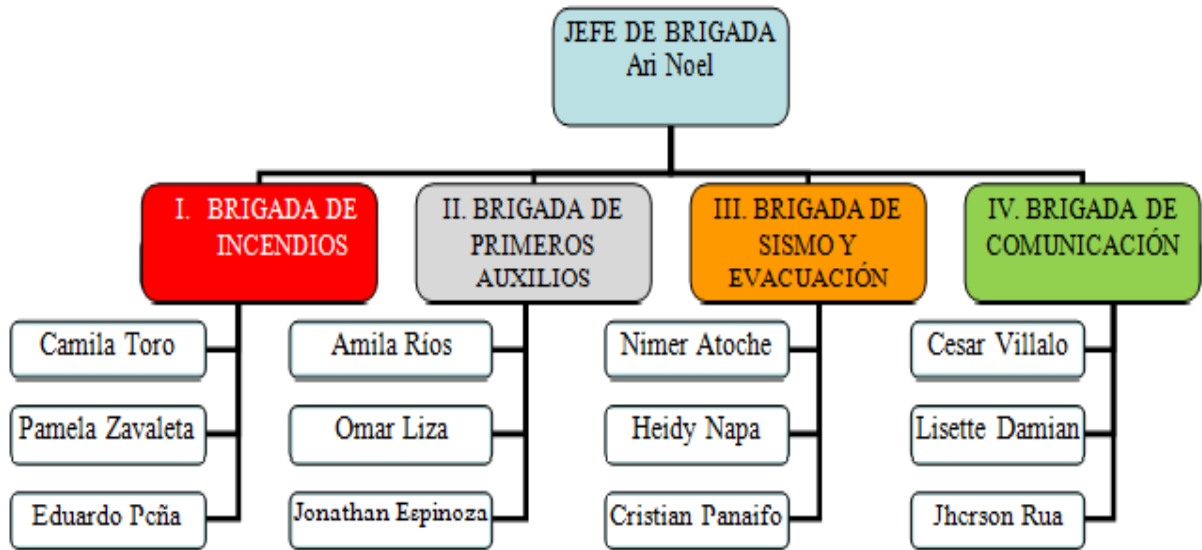 JEFE DE BRIGADA
Ari Noel
I. BRIGADA DE
INCENDIOS
II. BRIGADA DE
PRIMEROS
AUXILIOS
III. BRIGADA DE
SISMO Y
EVACUACIÓN
IV. BRIGADA DE
COMUNICACIÓN
Camila Toro
Pamela Zavaleta
Eduardo Peña
Amila Ríos
Omar Liza
Jonathan Espinoza
Nimer Atoche
Heidy Napa
Cristian Panaifo
Cesar Villalo
Lisette Damian
Jherson Rua